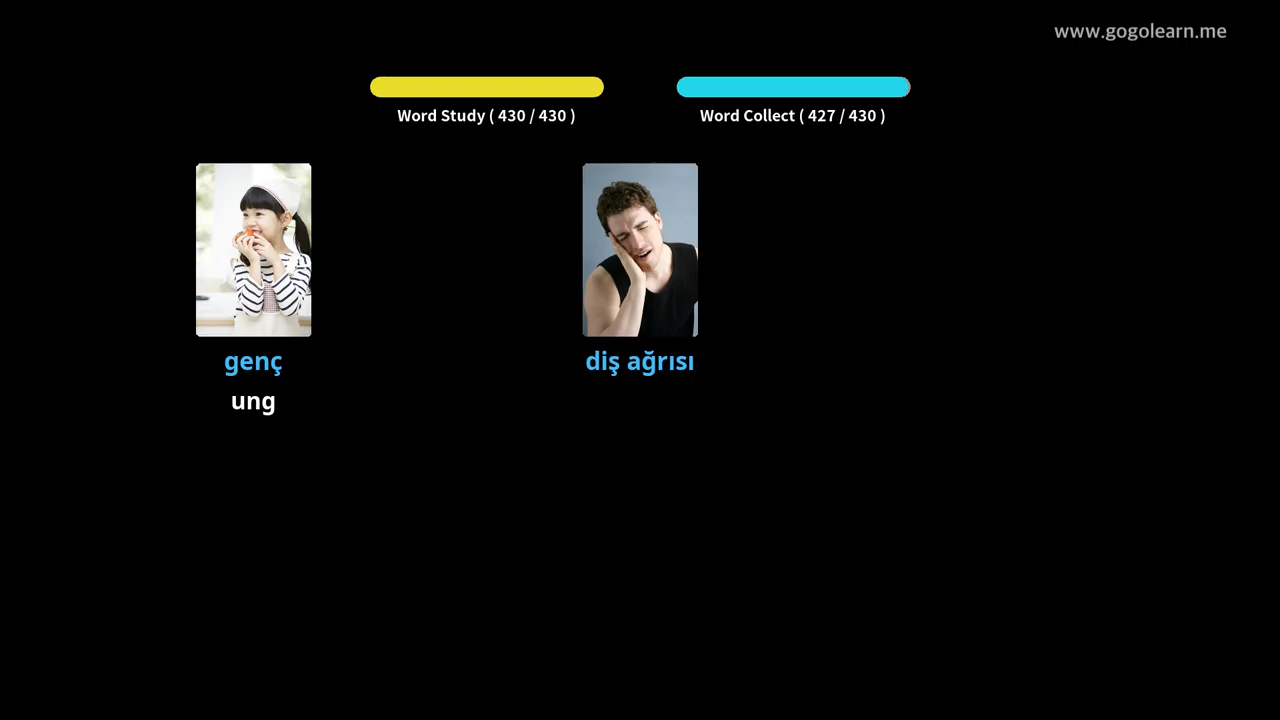 www.gogolearn.me
Word Study ( 430 / 430 )
Word Collect ( 427 / 430 )
genç
ung
diş ağrısı